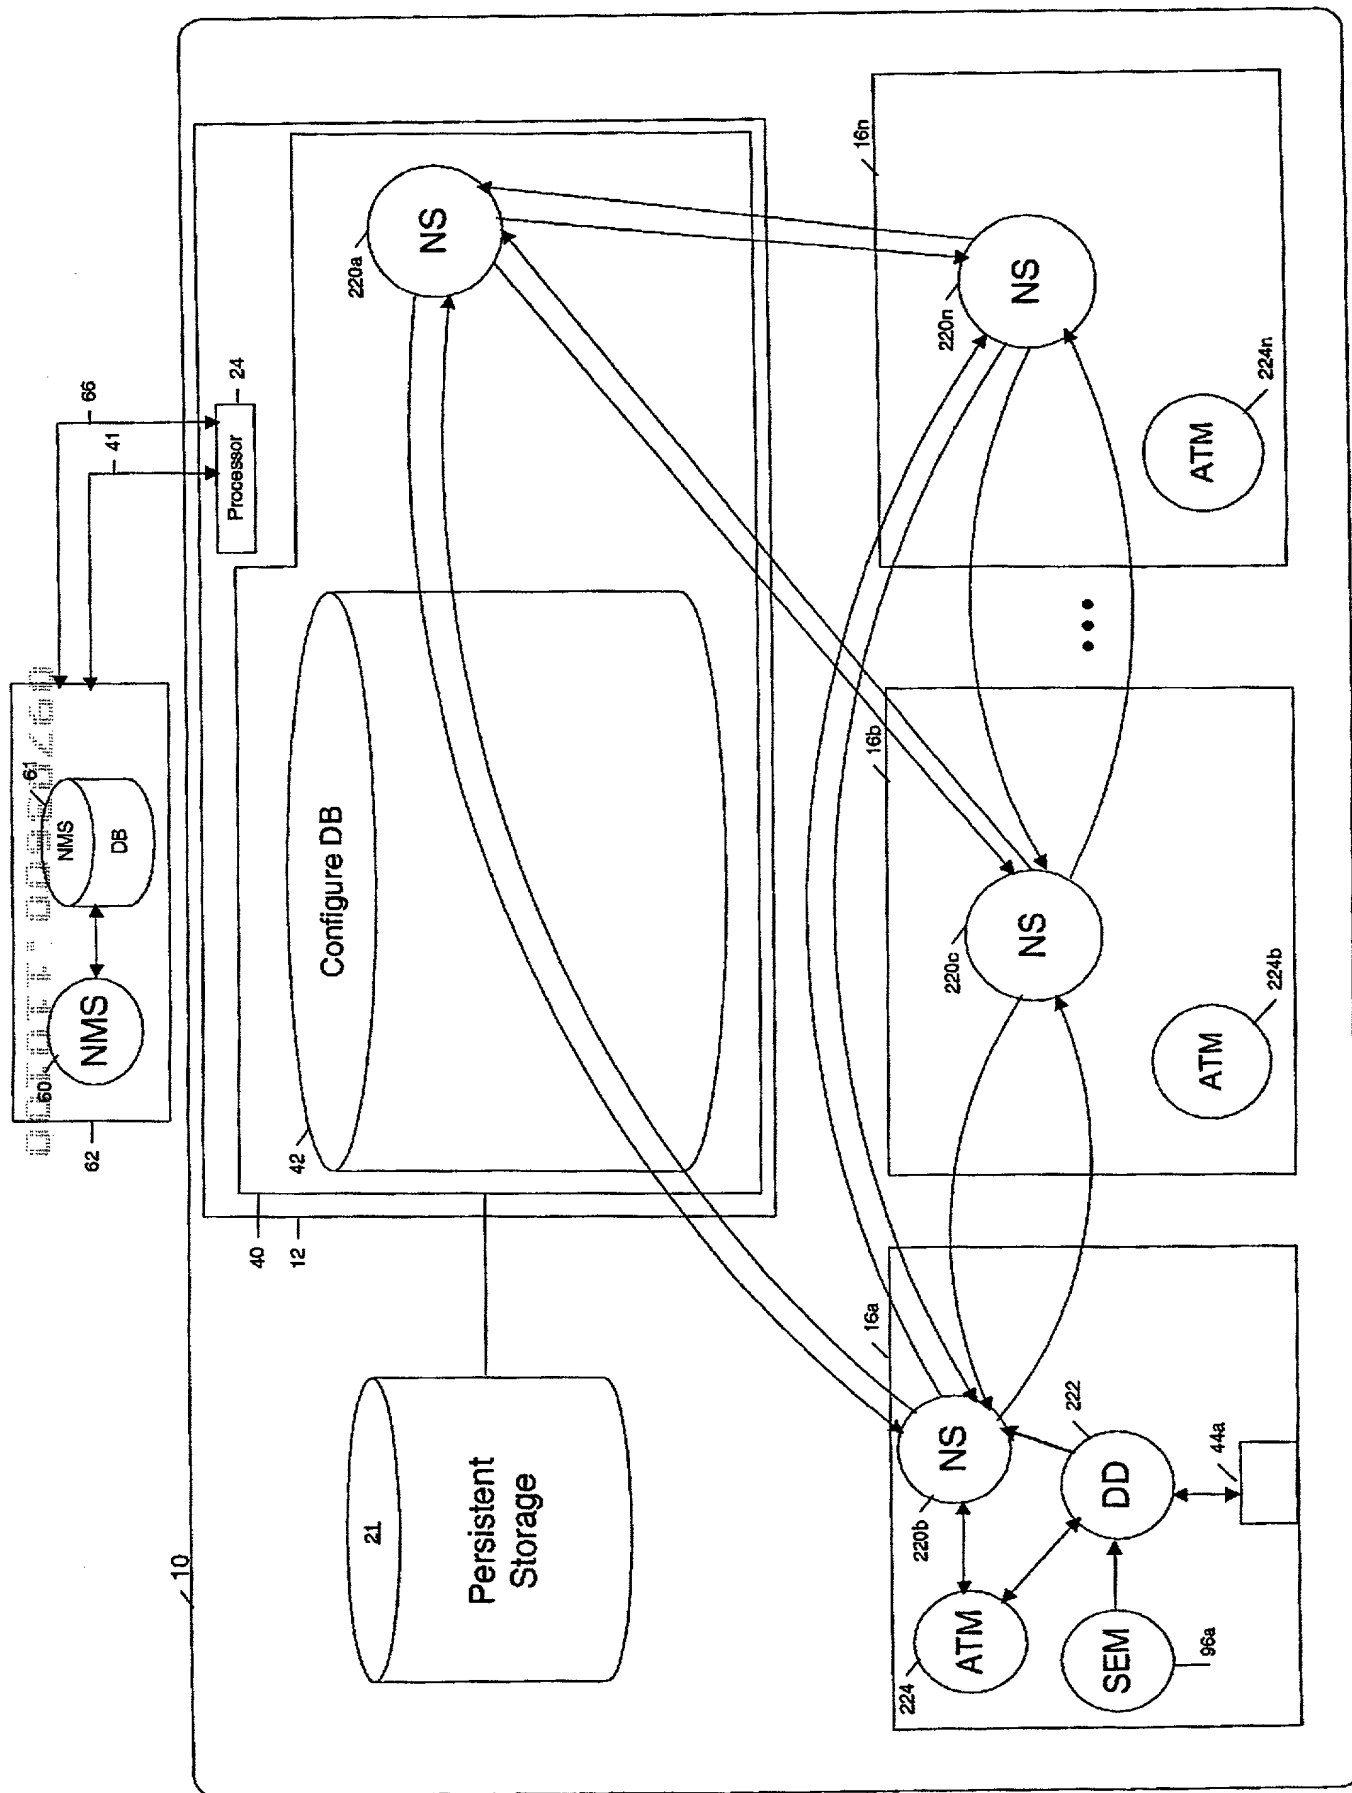 62
60
NMS
61
NMS
DB
66
41
10
21
Persistent
Storage
40
12
42
Configure DB
Processor
24
220a
NS
16a
220b
NS
224
ATM
222
DD
SEM
96a
44a
16b
220c
NS
ATM
224b
•••
16n
220n
NS
ATM
224n